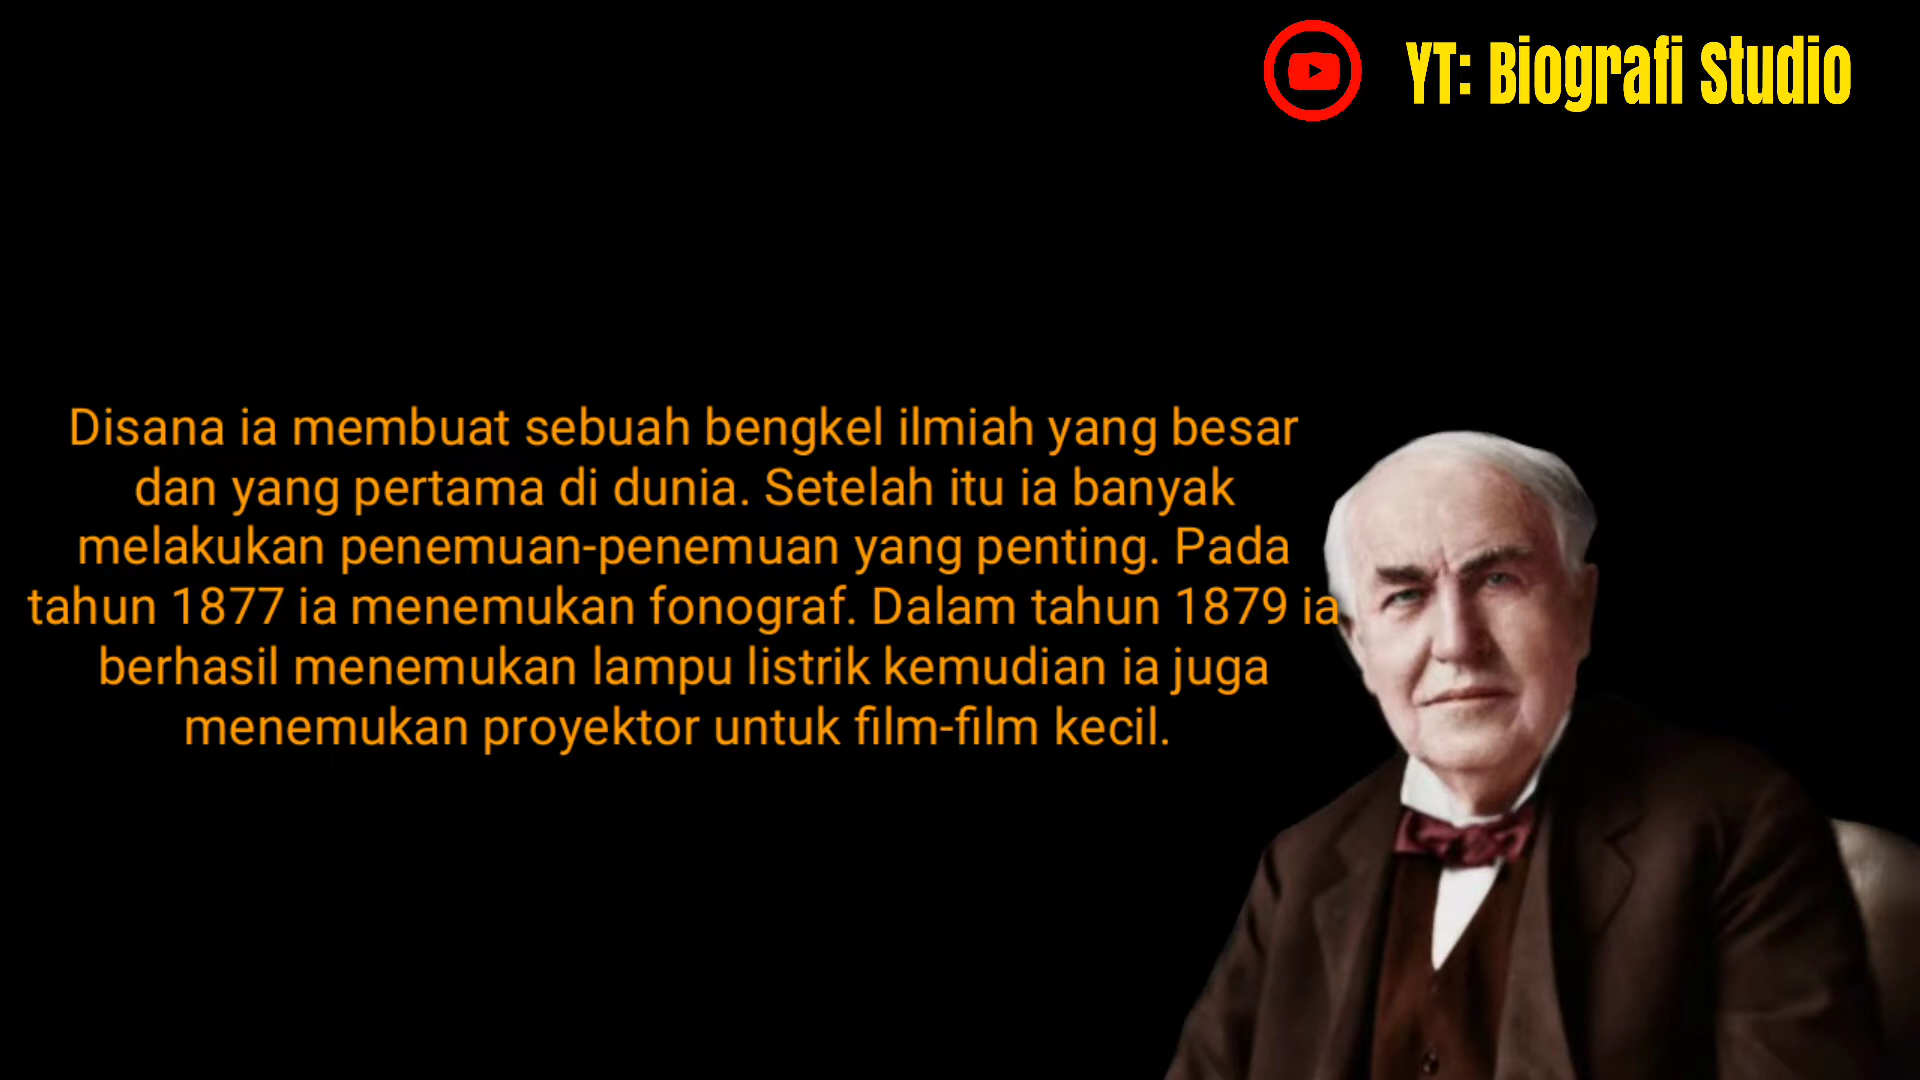 YT: Biografi Studio
Disana ia membuat sebuah bengkel ilmiah yang besar
dan yang pertama di dunia. Setelah itu ia banyak
melakukan penemuan-penemuan yang penting. Pada
tahun 1877 ia menemukan fonograf. Dalam tahun 1879 ia
berhasil menemukan lampu listrik kemudian ia juga
menemukan proyektor untuk film-film kecil.